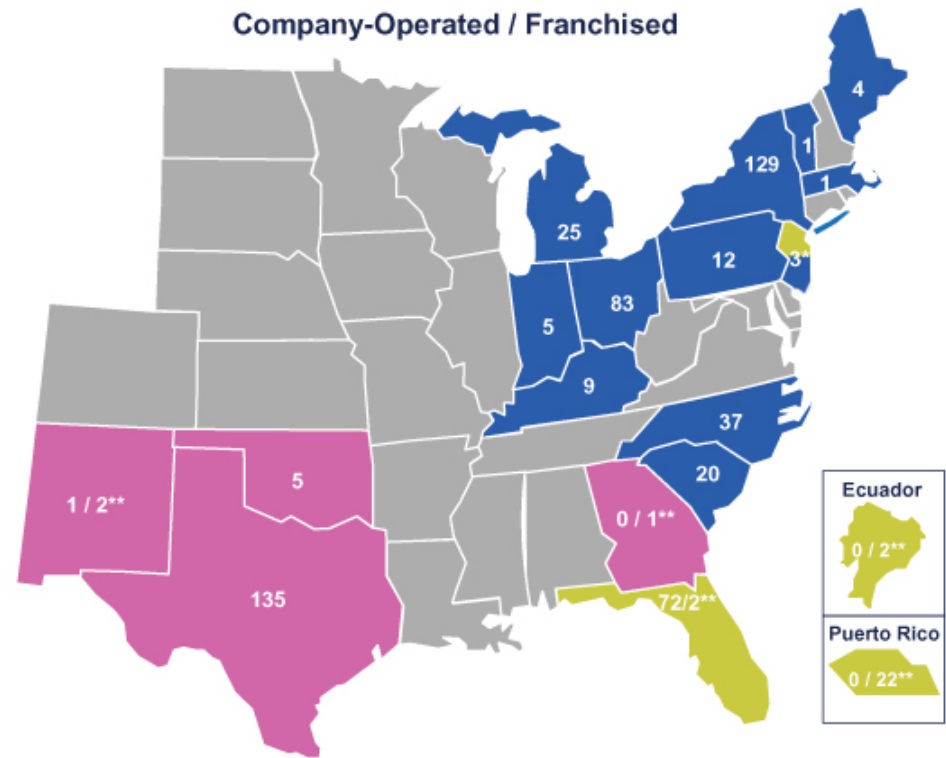 Company-Operated / Franchised
4
1
129
1
25
12
3*
83
5
9
37
20
5
1 / 2**
0 / 1**
135
72/2**
Ecuador
0 / 2**
Puerto Rico
0 / 22**